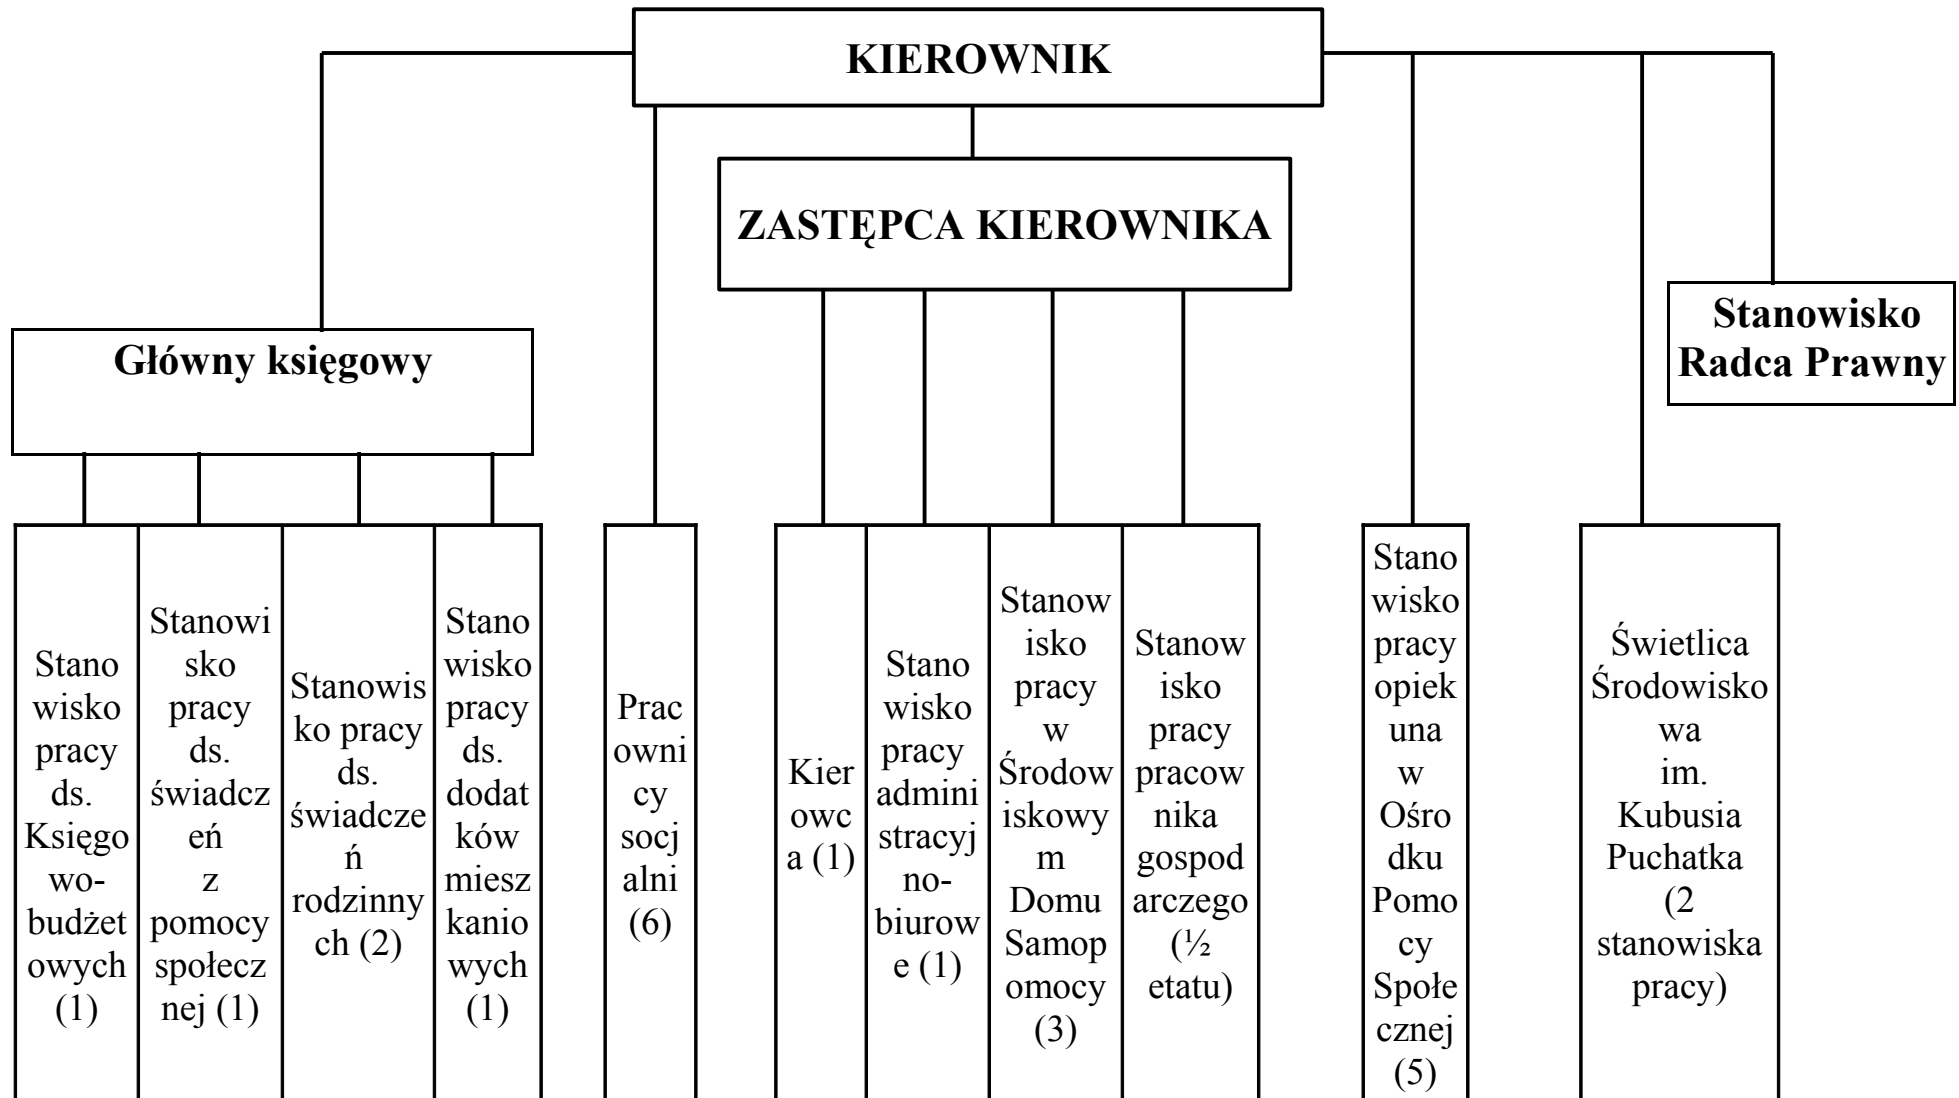 KIEROWNIK
ZASTĘPCA KIEROWNIKA
Stanowisko
Radca Prawny
Główny księgowy
Stano
wisko
pracy
ds.
Księgo
wo-
budżet
owych
(1)
Stanowi
sko
pracy
ds.
świadcz
eń
z
pomocy
społecz
nej (1)
Stanowis
ko pracy
ds.
świadcze
ń
rodzinny
ch (2)
Stano
wisko
pracy
ds.
dodat
ków
miesz
kanio
wych
(1)
Prac
owni
cy
socj
alni
(6)
Kier
owc
a (1)
Stano
wisko
pracy
admini
stracyj
no-
biurow
e (1)
Stanow
isko
pracy
w
Środow
iskowy
m
Domu
Samop
omocy
(3)
Stanow
isko
pracy
pracow
nika
gospod
arczego
(½
etatu)
Stano
wisko
pracy
opiek
una
w
Ośro
dku
Pomo
cy
Społe
cznej
(5)
Świetlica
Środowisko
wa
im.
Kubusia
Puchatka
(2
stanowiska
pracy)